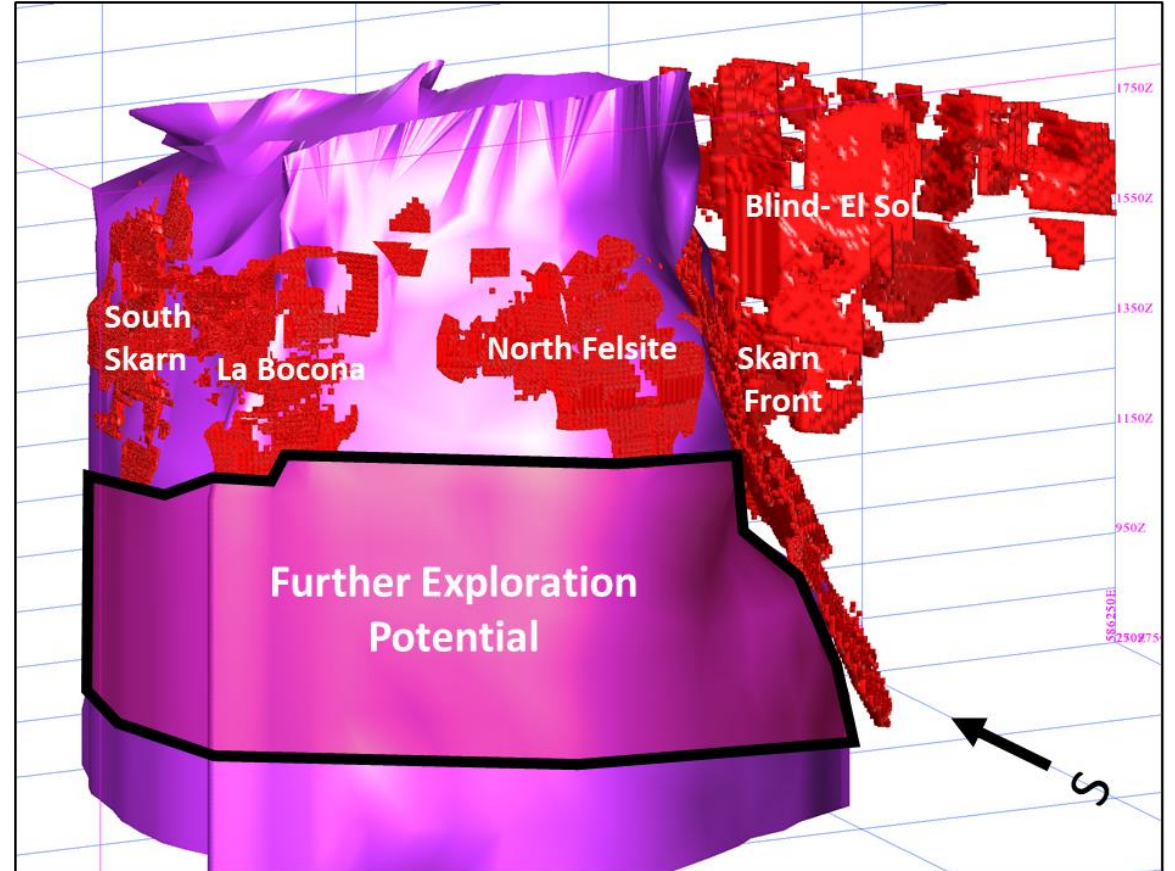 1750Z
1550Z
Blind- El Sol
1350Z
South
Skarn
La Bocona
North Felsite
Skarn
Front
1150Z
950Z
Further Exploration
Potential
586250E
S